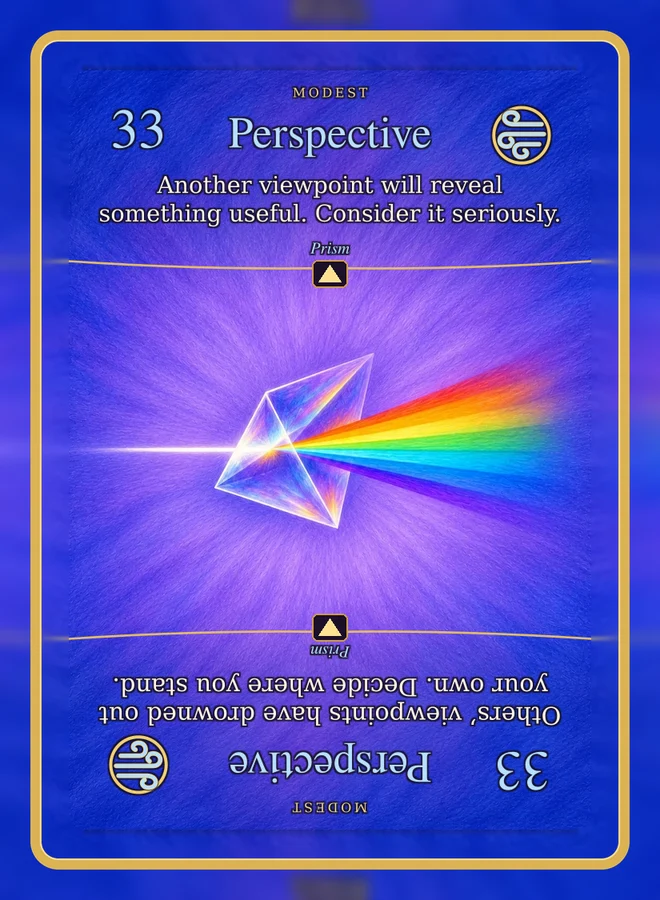 MODEST
33 Perspective
Another viewpoint will reveal
something useful. Consider it seriously.
Prism
Prism
Others' viewpoints have drowned out
your own. Decide where you stand.
33 Perspective
MODEST